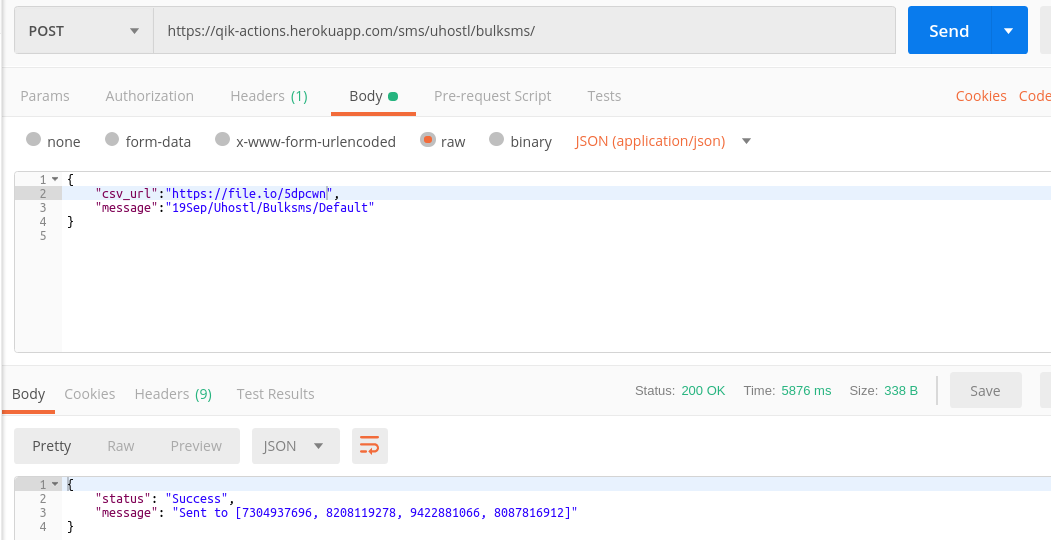 POST https://qik-actions.herokuapp.com/sms/uhostl/bulksms/ Send
Params Authorization Headers (1) Body Pre-request Script Tests Cookies Code
none form-data x-www-form-urlencoded raw binary JSON (application/json)
1 {
2 "csv_url":"https://file.io/5dpcwn",
3 "message":"19Sep/Uhostl/Bulksms/Default"
4 }
5
Body Cookies Headers (9) Test Results Status: 200 OK Time: 5876 ms Size: 338 B Save
Pretty Raw Preview JSON
1 {
2 "status": "Success",
3 "message": "Sent to [7304937696, 8208119278, 9422881066, 8087816912]"
4 }